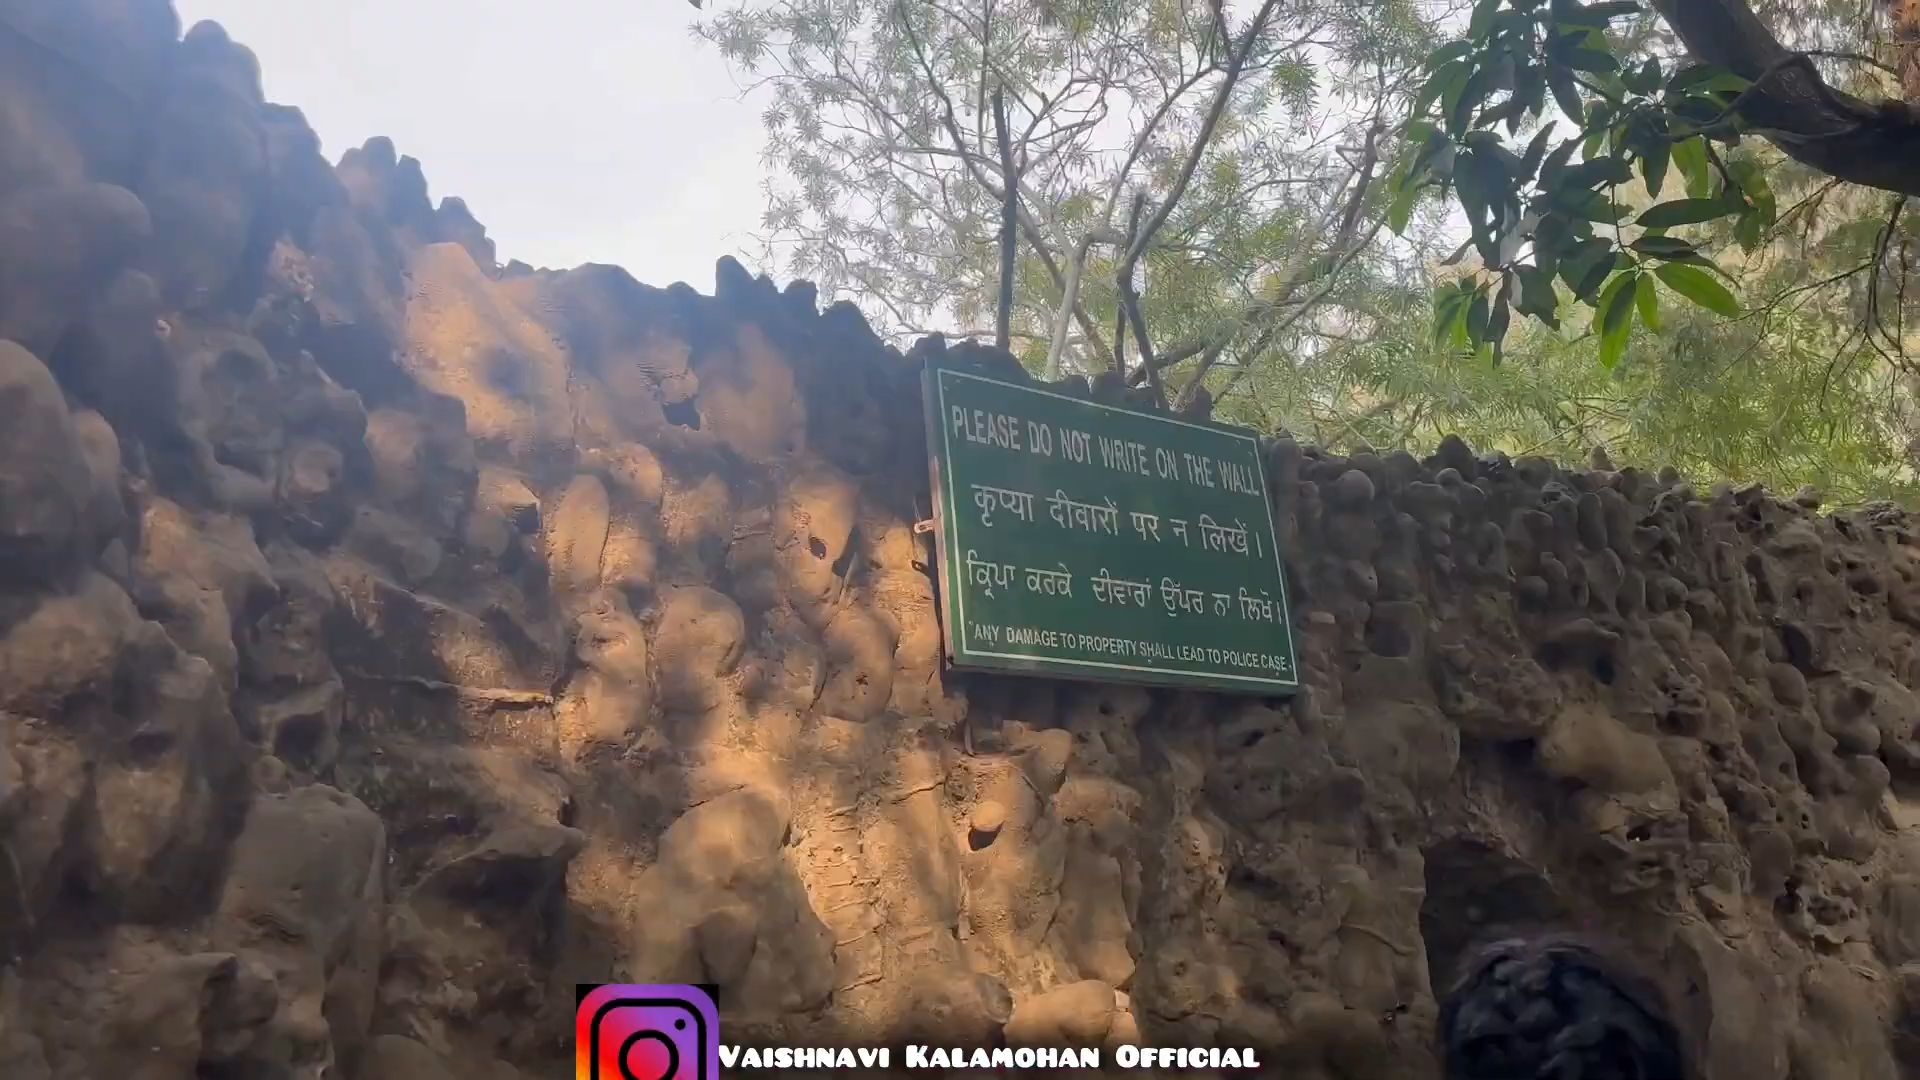 PLEASE DO NOT WRITE ON THE WALL
कृप्या दीवारों पर न लिखें।
ਕ੍ਰਿਪਾ ਕਰਕੇ ਦੀਵਾਰਾਂ ਉੱਪਰ ਨਾ ਲਿਖੋ।
ANY DAMAGE TO PROPERTY SHALL LEAD TO POLICE CASE.
VAISHNAVI KALAMOHAN OFFICIAL